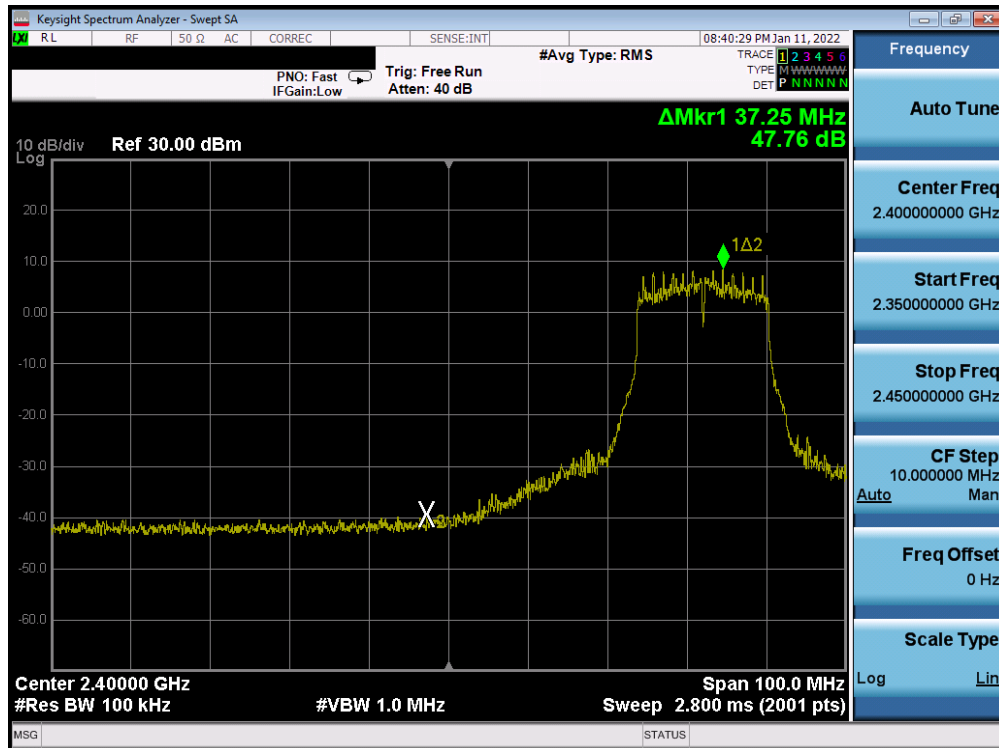 Keysight Spectrum Analyzer - Swept SA
LXI RL RF 50 Ω AC CORREC SENSE:INT 08:40:29 PM Jan 11, 2022
#Avg Type: RMS TRACE 1 2 3 4 5 6
PNO: Fast Trig: Free Run TYPE M WWWWW
IFGain:Low Atten: 40 dB DET P N N N N N
ΔMkr1 37.25 MHz
47.76 dB
10 dB/div Ref 30.00 dBm
Log
20.0
1Δ2
10.0
0.00
-10.0
-20.0
-30.0
-40.0
X2
-50.0
-60.0
Center 2.40000 GHz Span 100.0 MHz
#Res BW 100 kHz #VBW 1.0 MHz Sweep 2.800 ms (2001 pts)
MSG STATUS
Frequency
Auto Tune
Center Freq
2.400000000 GHz
Start Freq
2.350000000 GHz
Stop Freq
2.450000000 GHz
CF Step
10.000000 MHz
Auto Man
Freq Offset
0 Hz
Scale Type
Log Lin